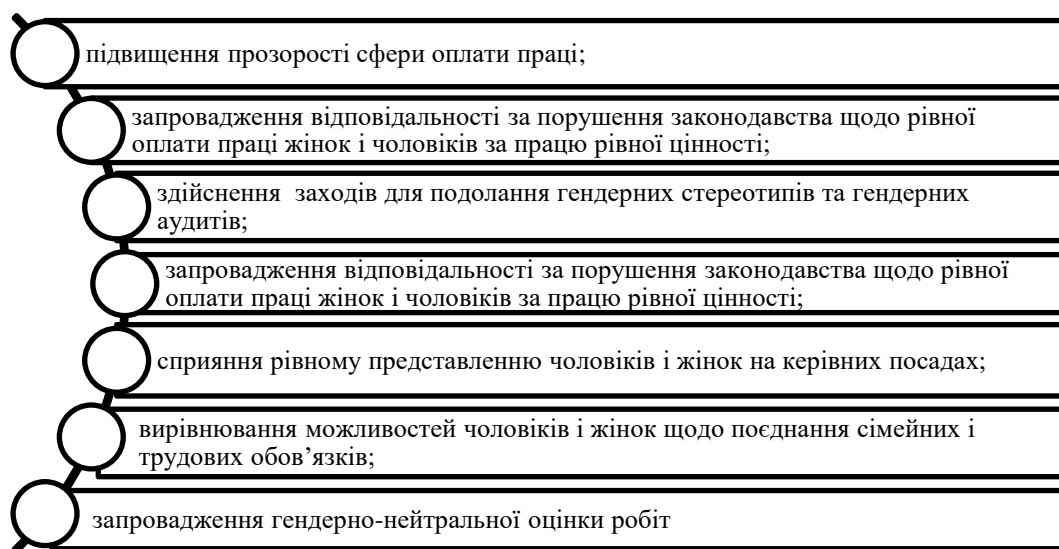 підвищення прозорості сфери оплати праці;
запровадження відповідальності за порушення законодавства щодо рівної
оплати праці жінок і чоловіків за працю рівної цінності;
здійснення заходів для подолання гендерних стереотипів та гендерних
аудитів;
запровадження відповідальності за порушення законодавства щодо рівної
оплати праці жінок і чоловіків за працю рівної цінності;
сприяння рівному представленню чоловіків і жінок на керівних посадах;
вирівнювання можливостей чоловіків і жінок щодо поєднання сімейних і
трудових обов’язків;
запровадження гендерно-нейтральної оцінки робіт